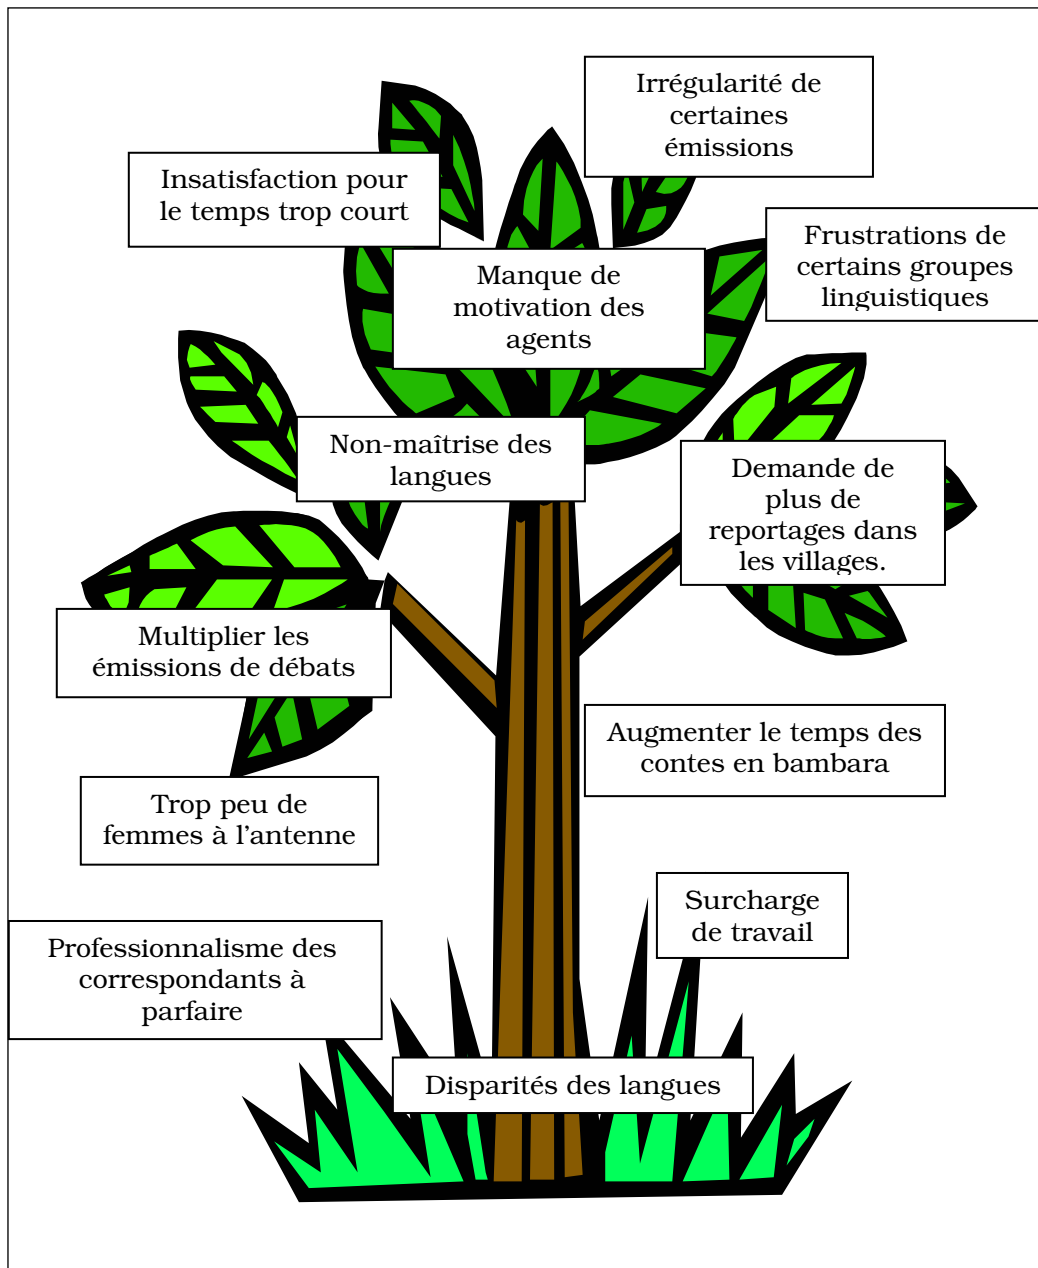 Irrégularité de
certaines
émissions
Insatisfaction pour
le temps trop court
Frustrations de
certains groupes
linguistiques
Manque de
motivation des
agents
Non-maîtrise des
langues
Demande de
plus de
reportages dans
les villages.
Multiplier les
émissions de débats
Augmenter le temps des
contes en bambara
Trop peu de
femmes à l’antenne
Surcharge
de travail
Professionnalisme des
correspondants à
parfaire
Disparités des langues